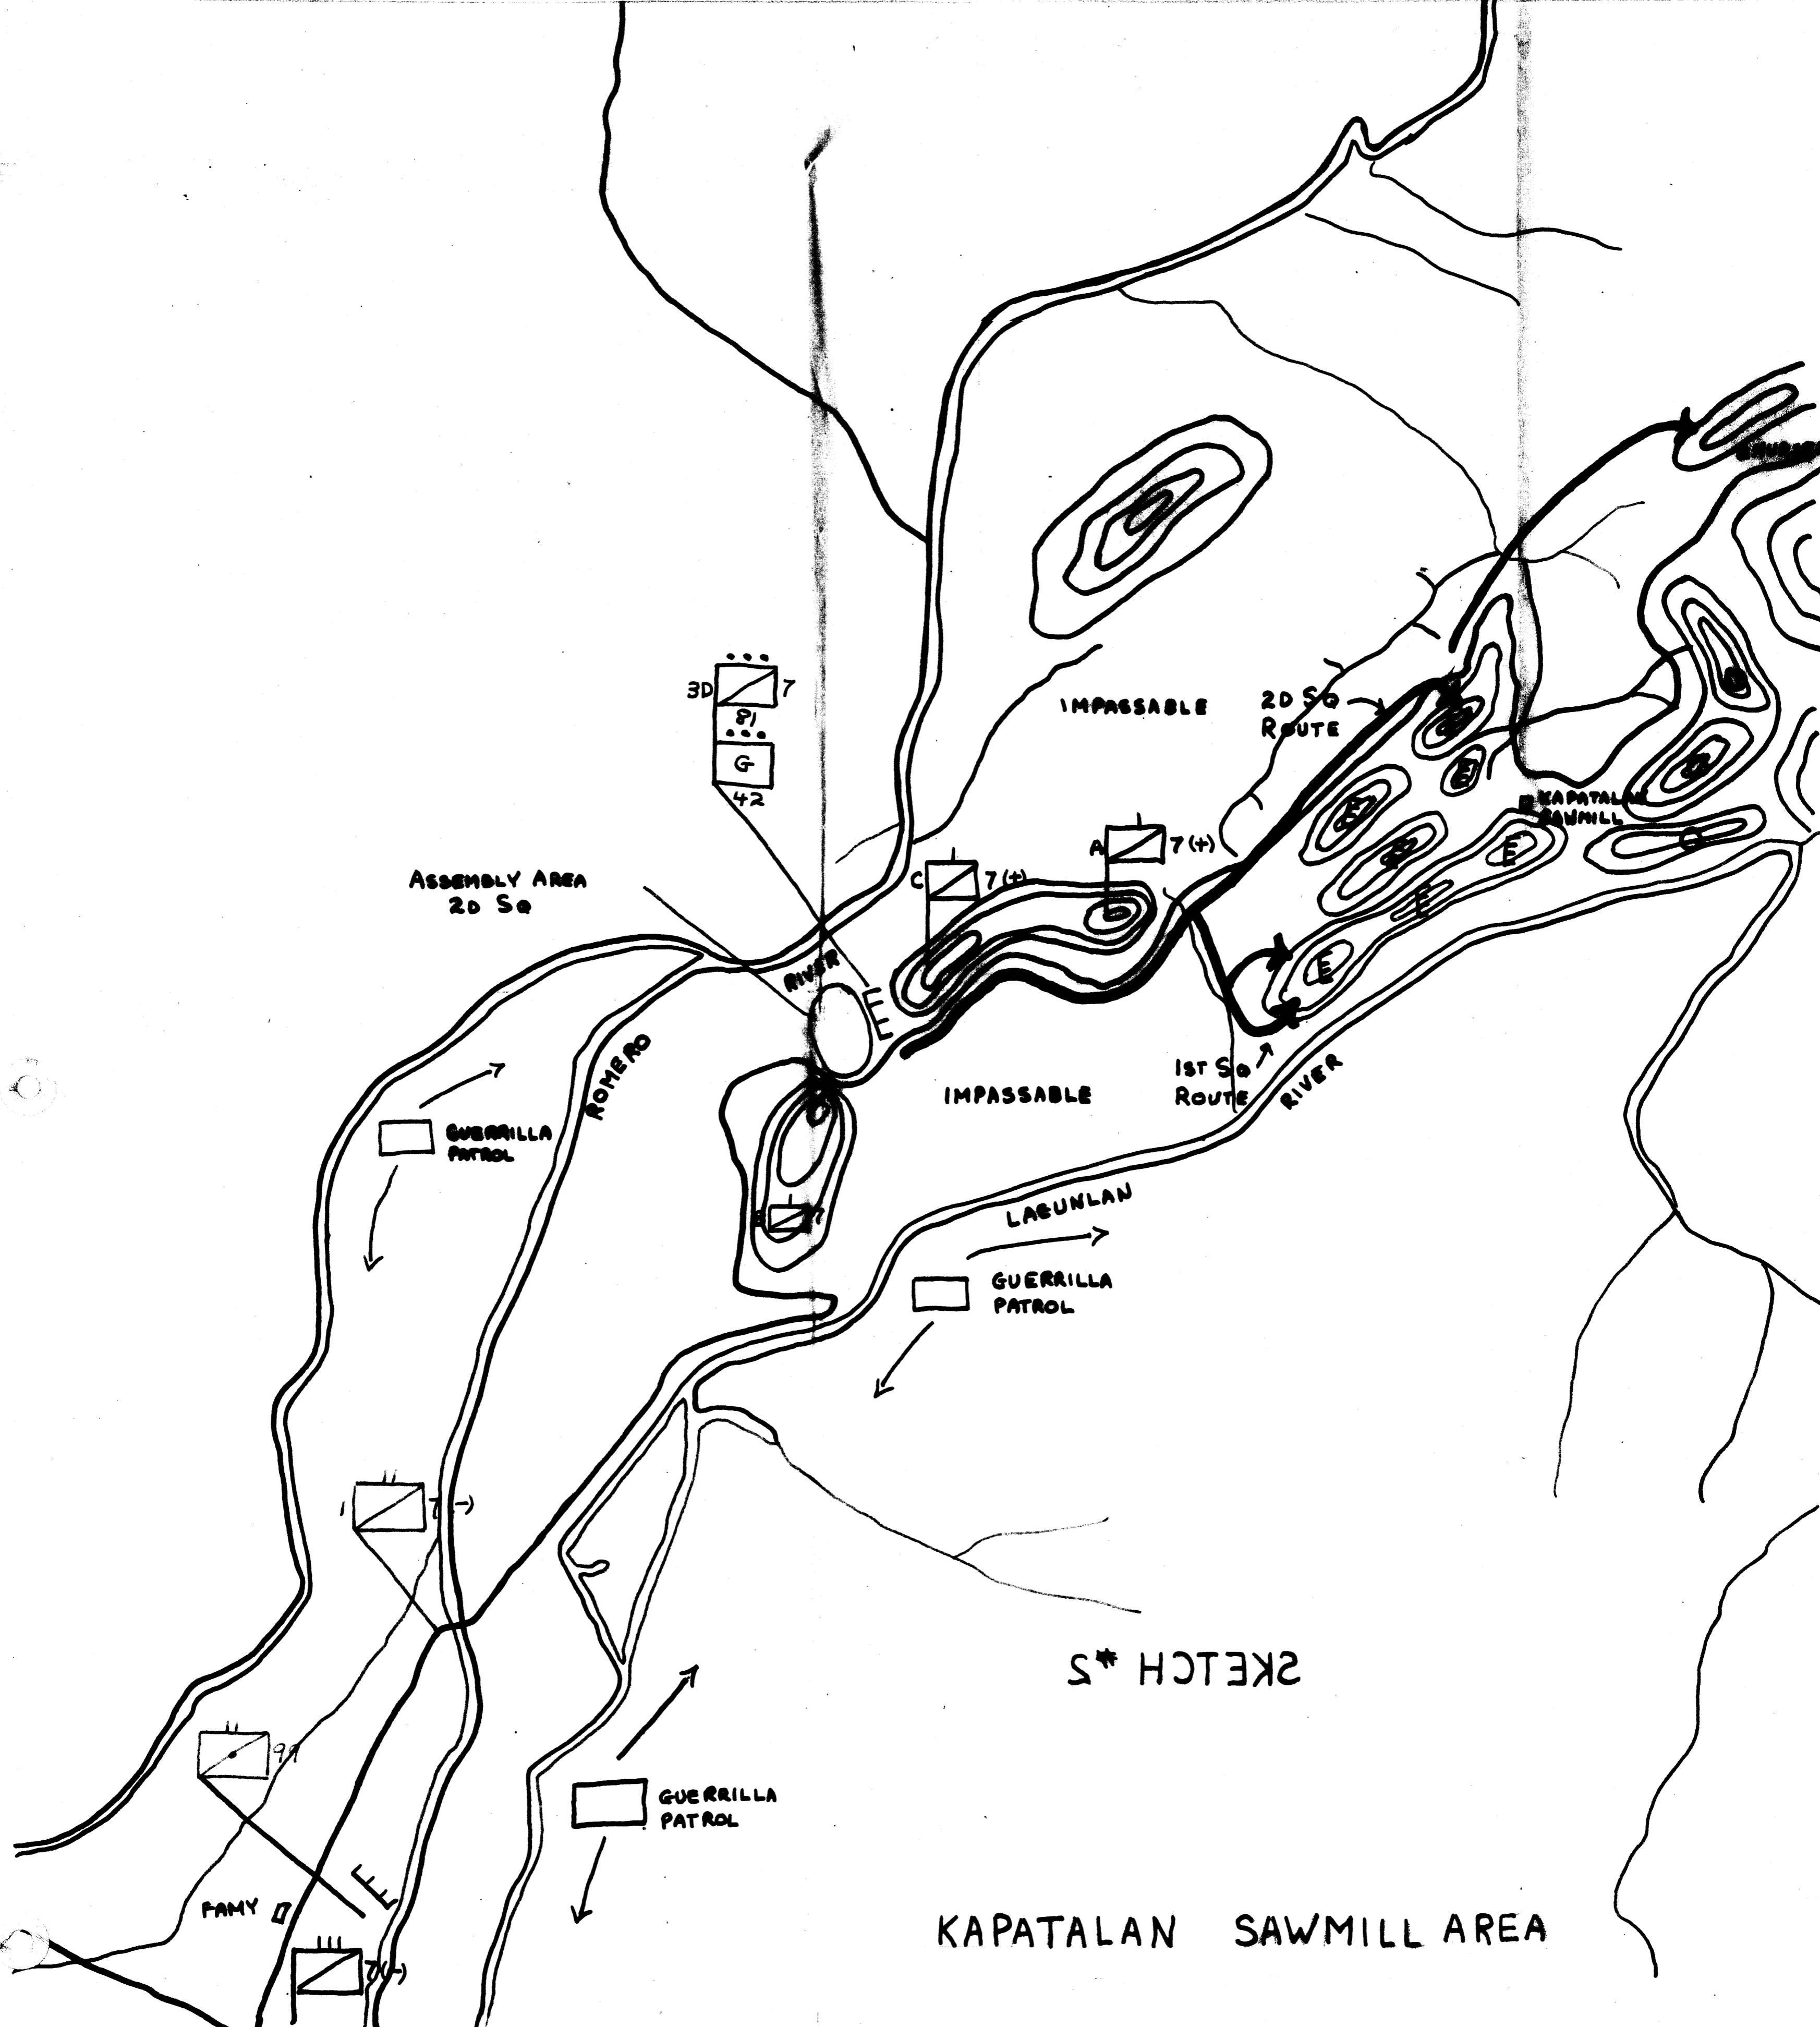 3D 7
81
G
42
IMPASSABLE
2D SQ
ROUTE
KAPATALAN
SAWMILL
A 7(+)
C 7(+)
E
E
E
E
E
E
E
G
G
G
ASSEMBLY AREA
2D SQ
RIVER
ROMERO
1ST SQ
ROUTE
RIVER
IMPASSABLE
GUERRILLA
PATROL
7
LAGUNLAN
GUERRILLA
PATROL
1 7(-)
SKETCH #2
99
GUERRILLA
PATROL
FAMY
7(-)
KAPATALAN SAWMILL AREA